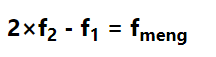 2×f₂ - f₁ = fₘₑₙg